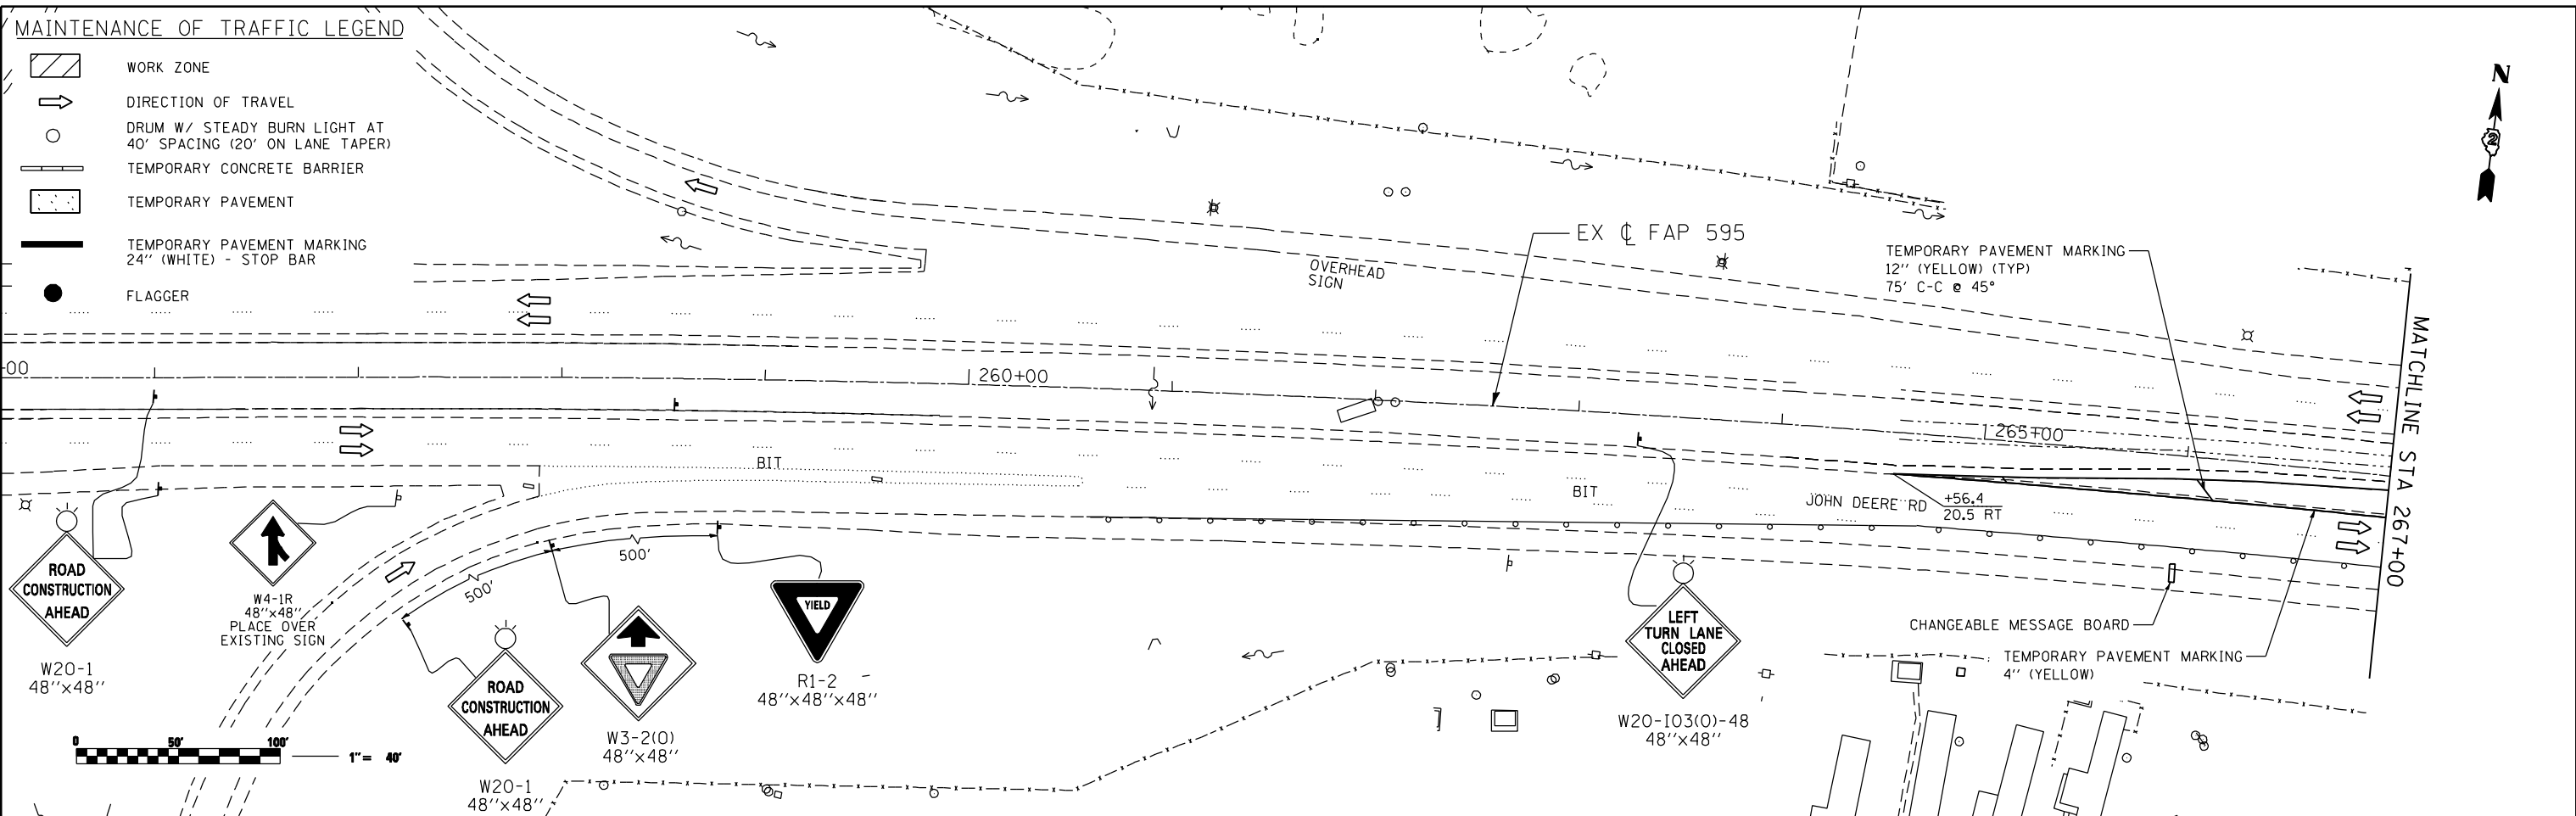 MAINTENANCE OF TRAFFIC LEGEND
WORK ZONE
DIRECTION OF TRAVEL
DRUM W/ STEADY BURN LIGHT AT
40' SPACING (20' ON LANE TAPER)
TEMPORARY CONCRETE BARRIER
TEMPORARY PAVEMENT
TEMPORARY PAVEMENT MARKING
24'' (WHITE) - STOP BAR
FLAGGER
N
2
EX ℄ FAP 595
OVERHEAD
SIGN
TEMPORARY PAVEMENT MARKING
12'' (YELLOW) (TYP)
75' C-C @ 45°
MATCHLINE STA 267+00
00
260+00
265+00
BIT
BIT
JOHN DEERE RD
+56.4
20.5 RT
ROAD
CONSTRUCTION
AHEAD
W20-1
48''x48''
W4-1R
48''x48''
PLACE OVER
EXISTING SIGN
500'
500'
ROAD
CONSTRUCTION
AHEAD
W20-1
48''x48''
W3-2(O)
48''x48''
YIELD
R1-2
48''x48''x48''
LEFT
TURN LANE
CLOSED
AHEAD
W20-I03(O)-48
48''x48''
CHANGEABLE MESSAGE BOARD
TEMPORARY PAVEMENT MARKING
4'' (YELLOW)
0 50' 100'
1"= 40'